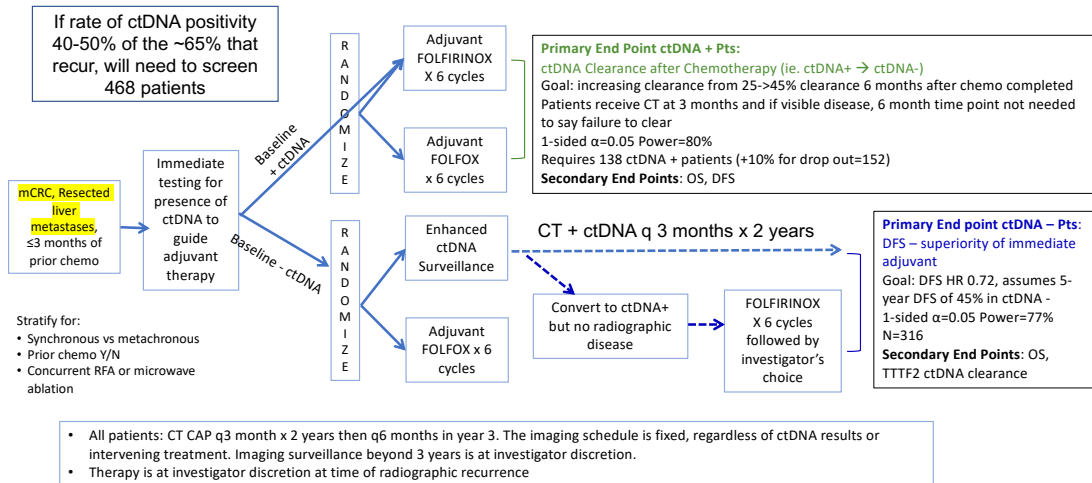 If rate of ctDNA positivity
40-50% of the ~65% that
recur, will need to screen
468 patients
mCRC, Resected
liver
metastases,
≤3 months of
prior chemo
Immediate
testing for
presence of
ctDNA to
guide
adjuvant
therapy
Baseline
+ ctDNA
Baseline - ctDNA
R
A
N
D
O
M
I
Z
E
Adjuvant
FOLFIRINOX
X 6 cycles
Adjuvant
FOLFOX
x 6 cycles
Primary End Point ctDNA + Pts:
ctDNA Clearance after Chemotherapy (ie. ctDNA+ → ctDNA-)
Goal: increasing clearance from 25->45% clearance 6 months after chemo completed
Patients receive CT at 3 months and if visible disease, 6 month time point not needed
to say failure to clear
1-sided α=0.05 Power=80%
Requires 138 ctDNA + patients (+10% for drop out=152)
Secondary End Points: OS, DFS
R
A
N
D
O
M
I
Z
E
Enhanced
ctDNA
Surveillance
Adjuvant
FOLFOX x 6
cycles
CT + ctDNA q 3 months x 2 years
Convert to ctDNA+
but no radiographic
disease
FOLFIRINOX
X 6 cycles
followed by
investigator's
choice
Primary End point ctDNA – Pts:
DFS – superiority of immediate
adjuvant
Goal: DFS HR 0.72, assumes 5-
year DFS of 45% in ctDNA -
1-sided α=0.05 Power=77%
N=316
Secondary End Points: OS,
TTTF2 ctDNA clearance
Stratify for:
• Synchronous vs metachronous
• Prior chemo Y/N
• Concurrent RFA or microwave
ablation
• All patients: CT CAP q3 month x 2 years then q6 months in year 3. The imaging schedule is fixed, regardless of ctDNA results or
intervening treatment. Imaging surveillance beyond 3 years is at investigator discretion.
• Therapy is at investigator discretion at time of radiographic recurrence